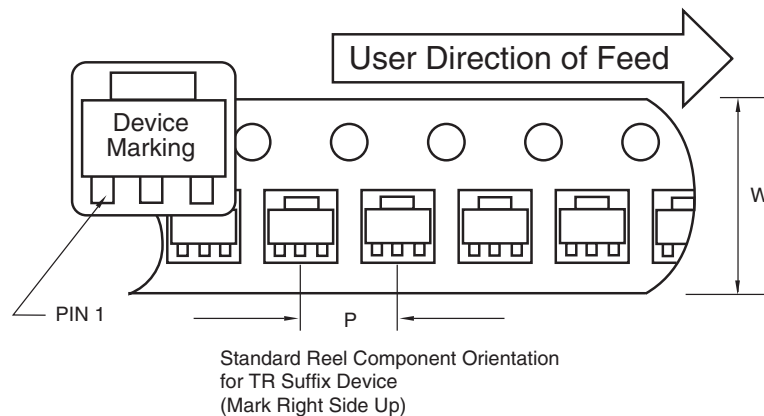 User Direction of Feed
Device
Marking
W
PIN 1
P
Standard Reel Component Orientation
for TR Suffix Device
(Mark Right Side Up)